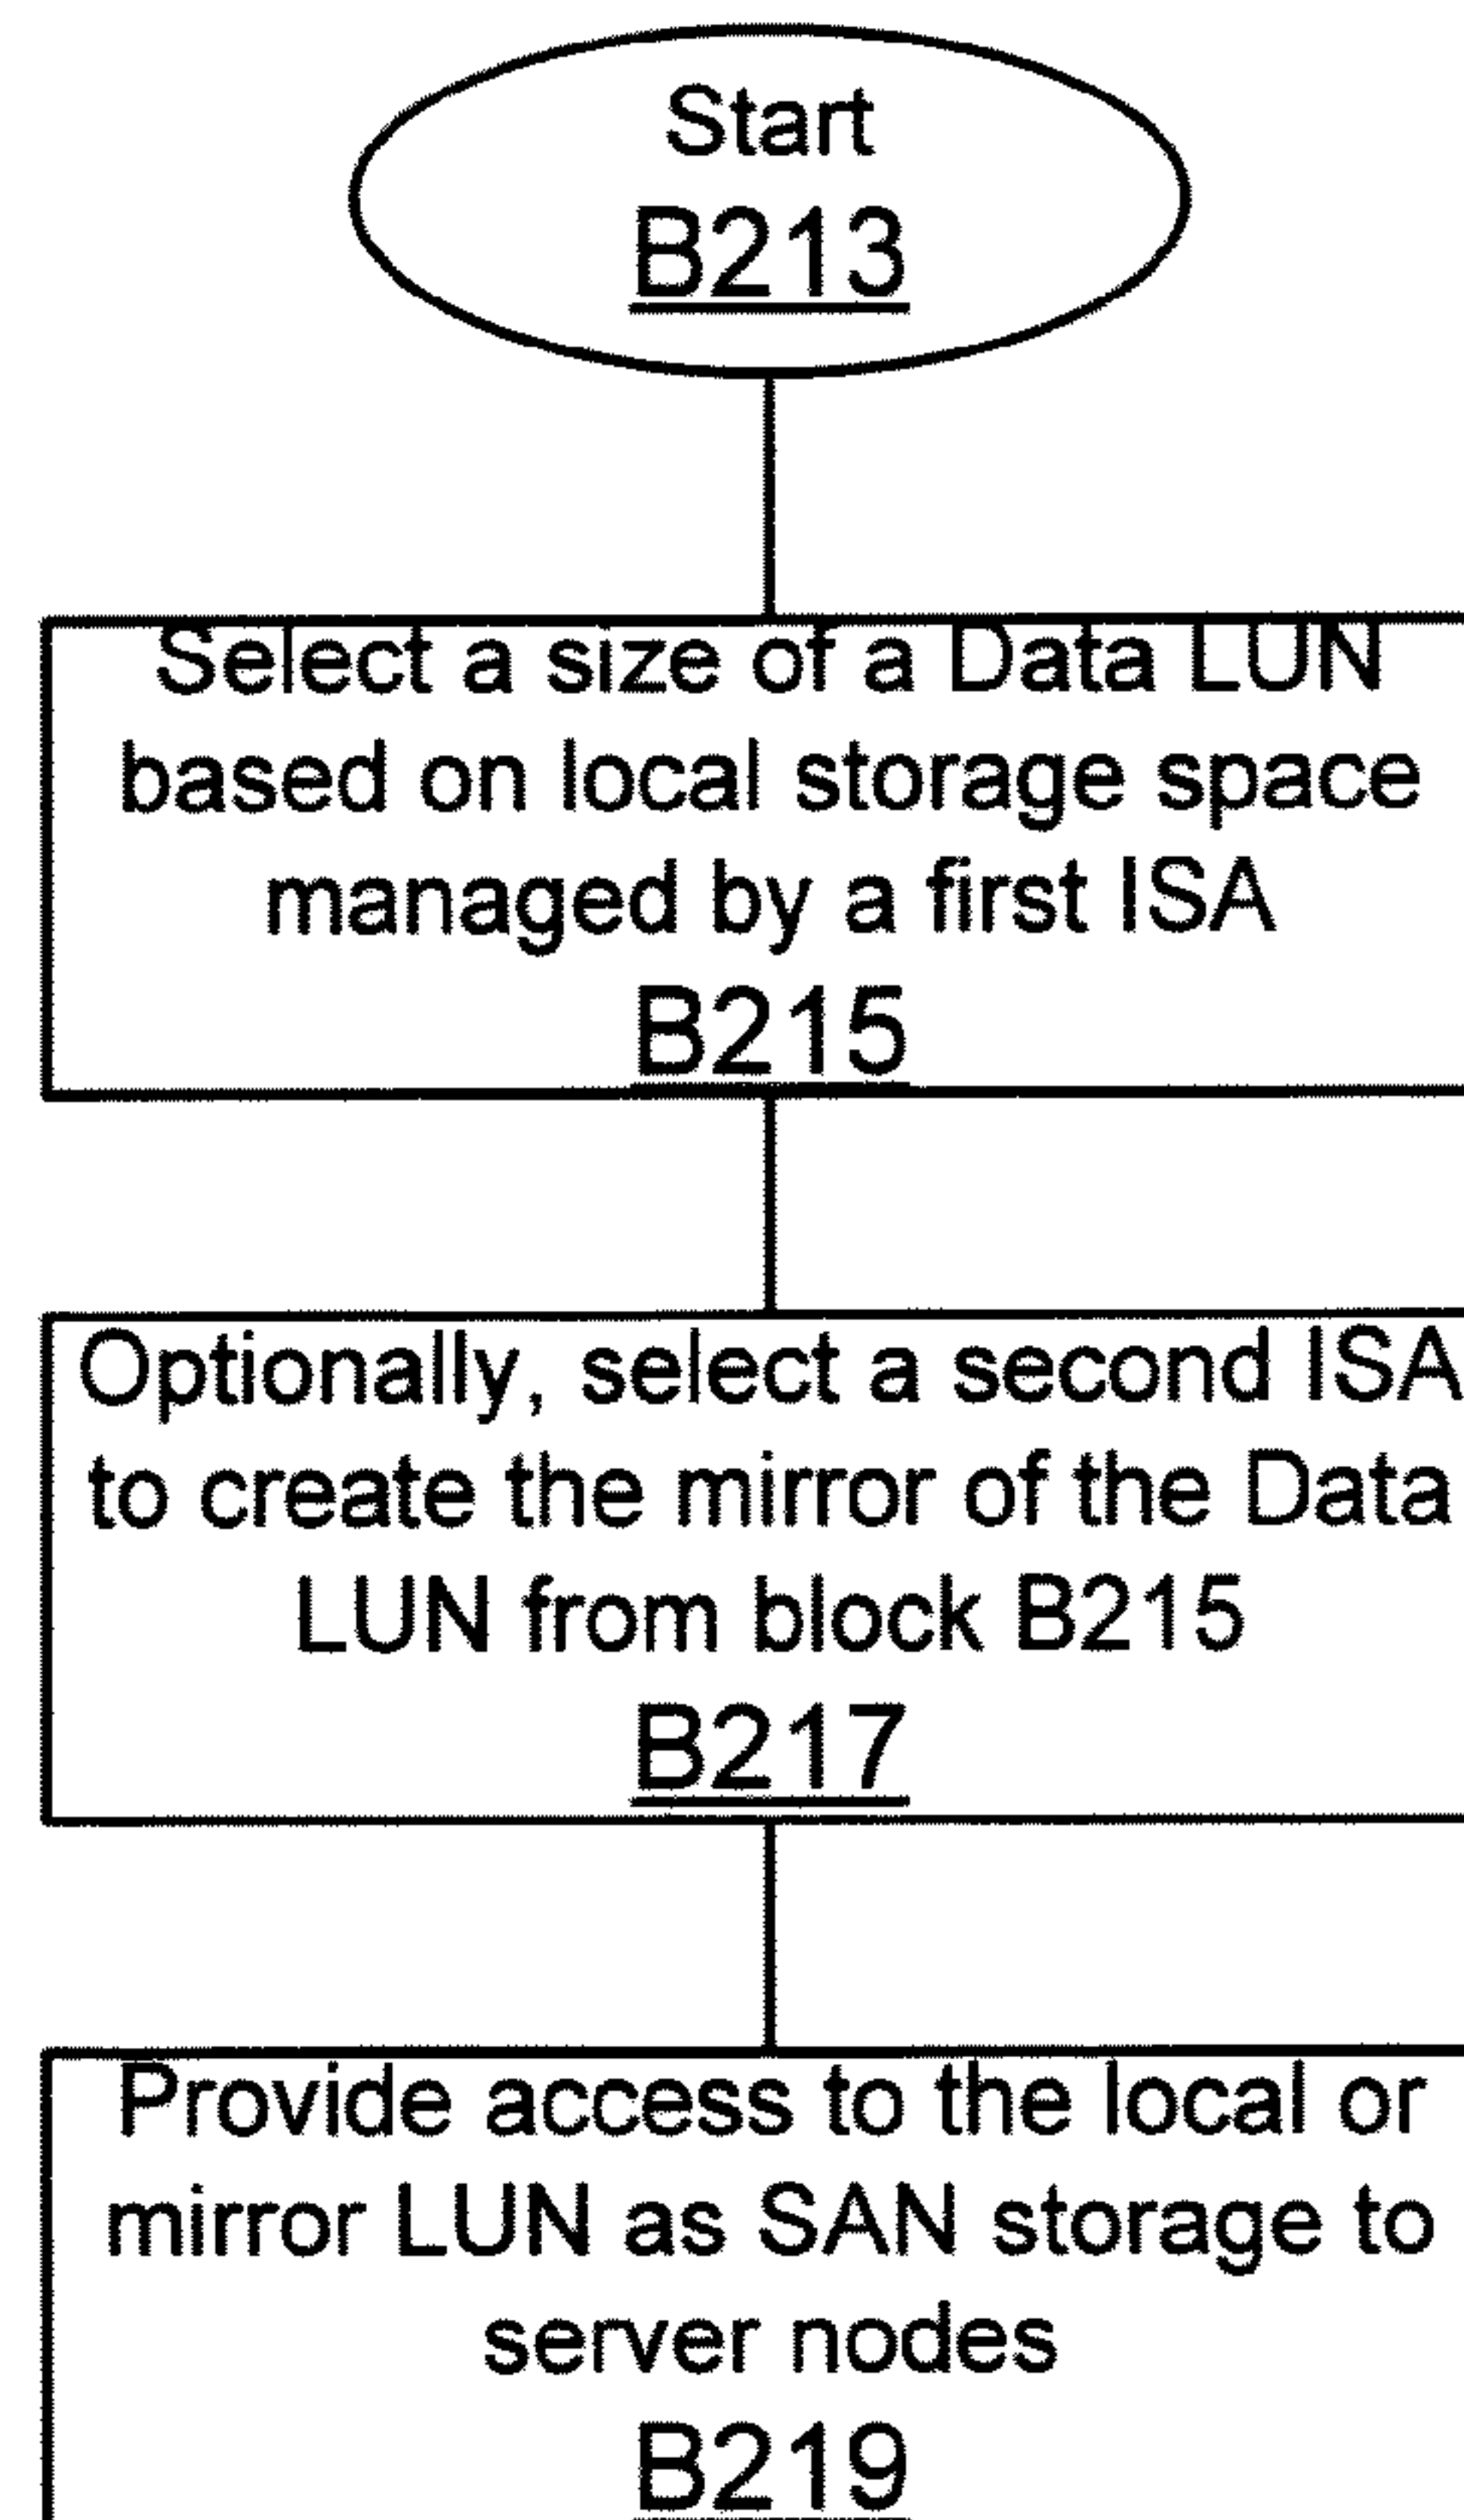 Start
B213
Select a size of a Data LUN
based on local storage space
managed by a first ISA
B215
Optionally, select a second ISA
to create the mirror of the Data
LUN from block B215
B217
Provide access to the local or
mirror LUN as SAN storage to
server nodes
B219